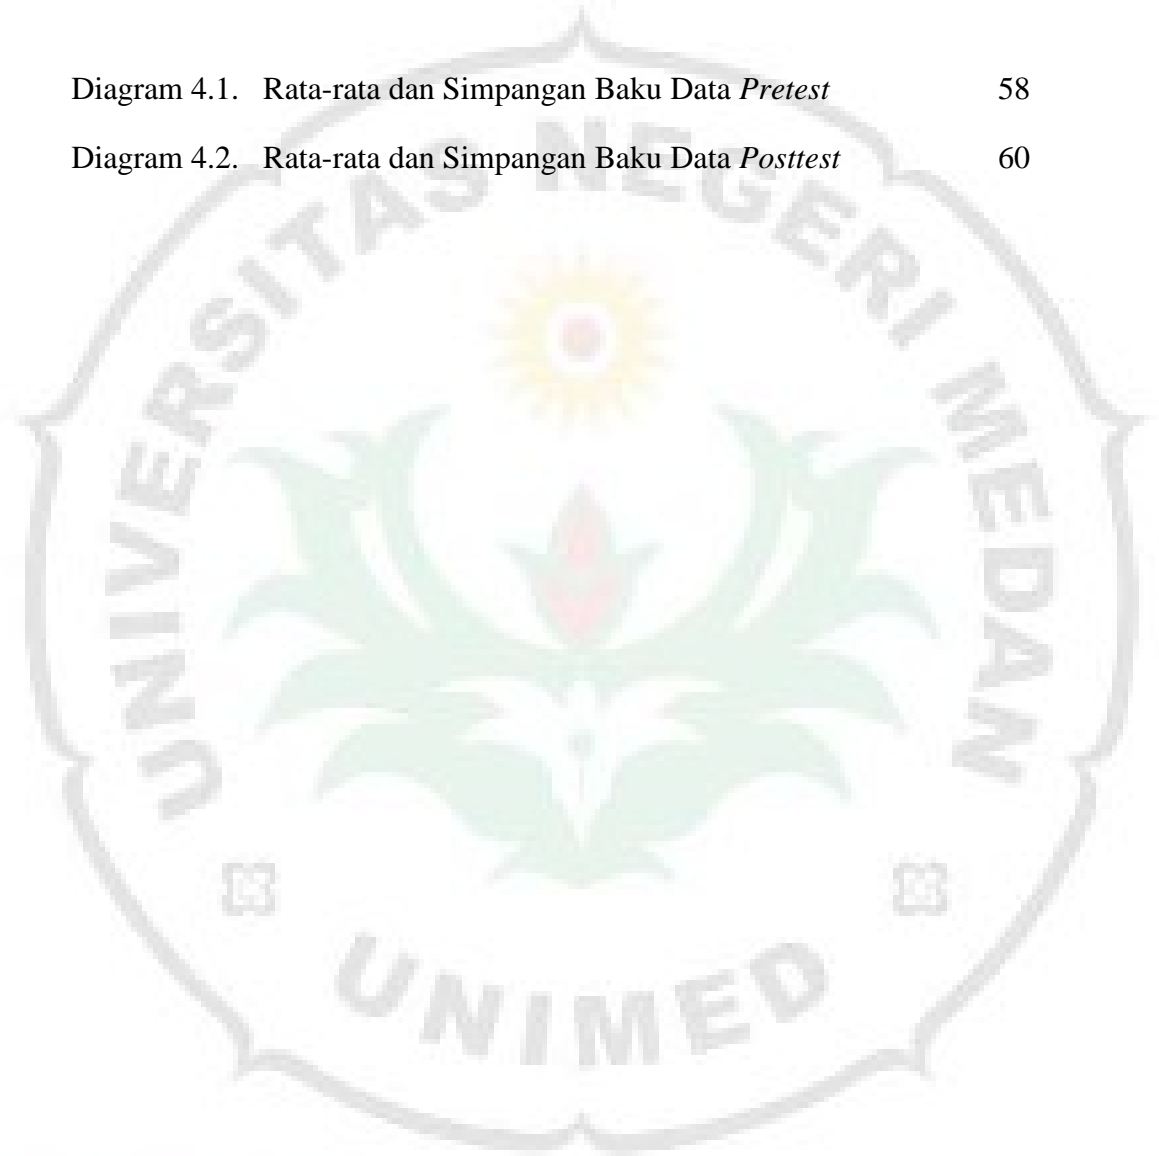 Diagram 4.1. Rata-rata dan Simpangan Baku Data Pretest 58
Diagram 4.2. Rata-rata dan Simpangan Baku Data Posttest 60
UNIVERSITAS NEGERI MEDAN
UNIMED